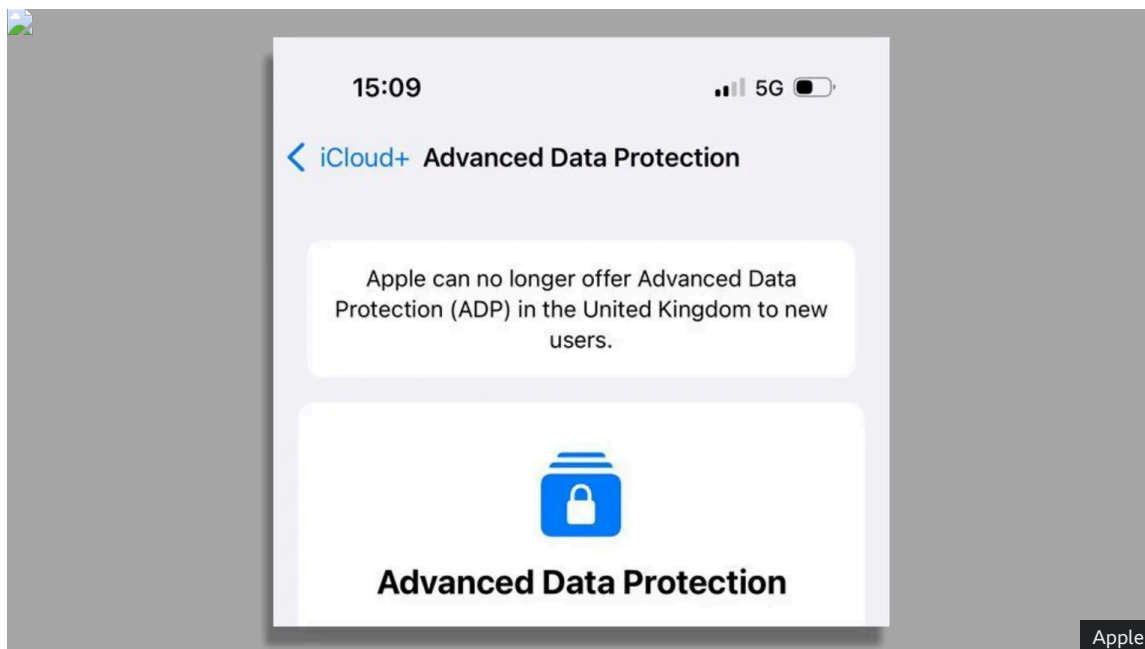 15:09 5G
iCloud+ Advanced Data Protection
Apple can no longer offer Advanced Data
Protection (ADP) in the United Kingdom to new
users.
Advanced Data Protection
Apple